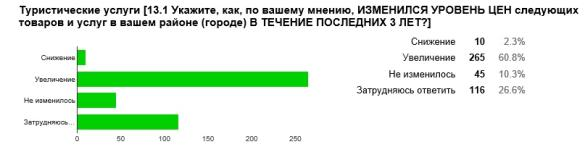 Туристические услуги [13.1 Укажите, как, по вашему мнению, ИЗМЕНИЛСЯ УРОВЕНЬ ЦЕН следующих
товаров и услуг в вашем районе (городе) В ТЕЧЕНИЕ ПОСЛЕДНИХ 3 ЛЕТ?]
Снижение
Увеличение
Не изменилось
Затрудняюсь...
0 50 100 150 200 250
Снижение 10 2.3%
Увеличение 265 60.8%
Не изменилось 45 10.3%
Затрудняюсь ответить 116 26.6%